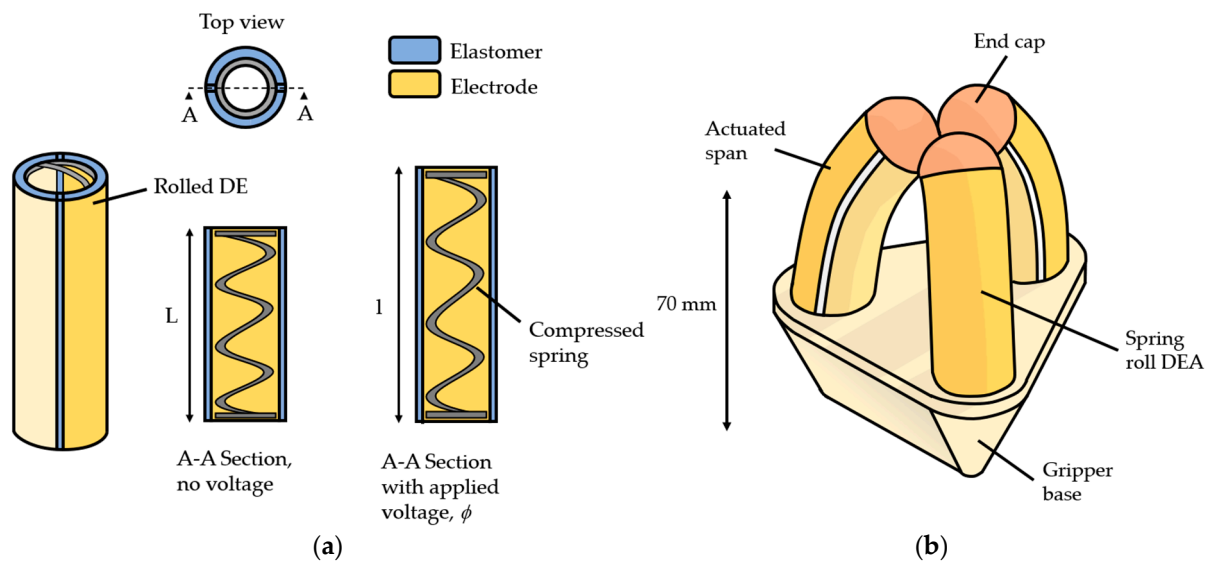 Top view
A
A
Elastomer
Electrode
Rolled DE
L
l
Compressed
spring
A-A Section,
no voltage
A-A Section
with applied
voltage, ϕ
(a)
End cap
Actuated
span
70 mm
Spring
roll DEA
Gripper
base
(b)